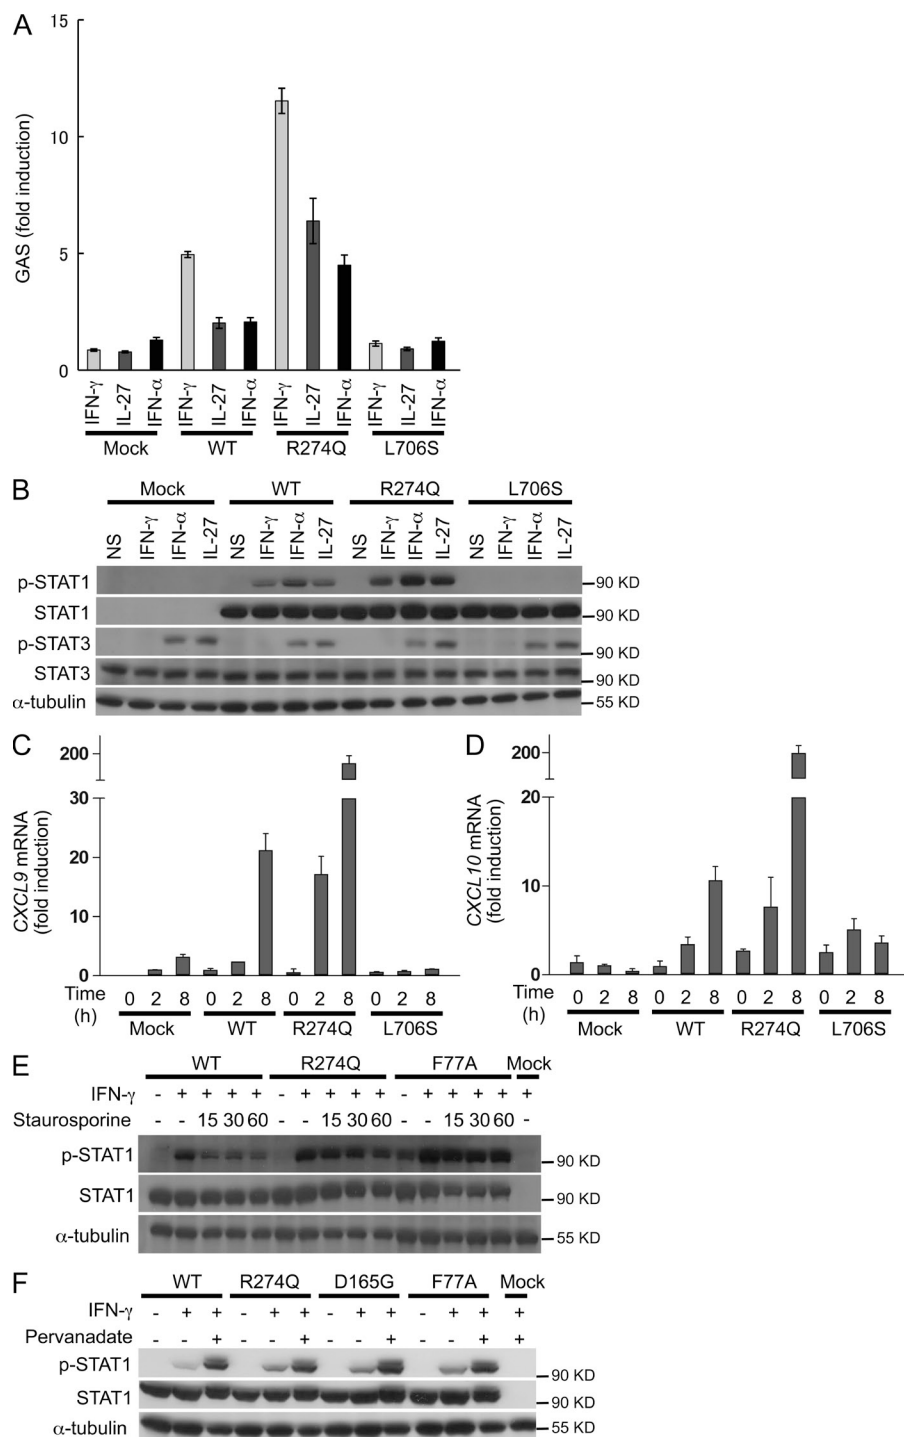 A
15
10
5
0
GAS (fold induction)
IFN-γ IL-27 IFN-α IFN-γ IL-27 IFN-α IFN-γ IL-27 IFN-α IFN-γ IL-27 IFN-α
Mock WT R274Q L706S
B
Mock WT R274Q L706S
NS IFN-γ IFN-α IL-27 NS IFN-γ IFN-α IL-27 NS IFN-γ IFN-α IL-27 NS IFN-γ IFN-α IL-27
p-STAT1 90 KD
STAT1 90 KD
p-STAT3 90 KD
STAT3 90 KD
α-tubulin 55 KD
C
200
30
20
10
0
CXCL9 mRNA
(fold induction)
Time
(h)
0 2 8 0 2 8 0 2 8 0 2 8
Mock WT R274Q L706S
D
200
20
10
0
CXCL10 mRNA
(fold induction)
Time
(h)
0 2 8 0 2 8 0 2 8 0 2 8
Mock WT R274Q L706S
E
WT R274Q F77A Mock
IFN-γ - + + + + - + + + + - + + + + +
Staurosporine - - 15 30 60 - - 15 30 60 - - 15 30 60 -
p-STAT1 90 KD
STAT1 90 KD
α-tubulin 55 KD
F
WT R274Q D165G F77A Mock
IFN-γ - + + - + + - + + - + + +
Pervanadate - - + - - + - - + - - + +
p-STAT1 90 KD
STAT1 90 KD
α-tubulin 55 KD